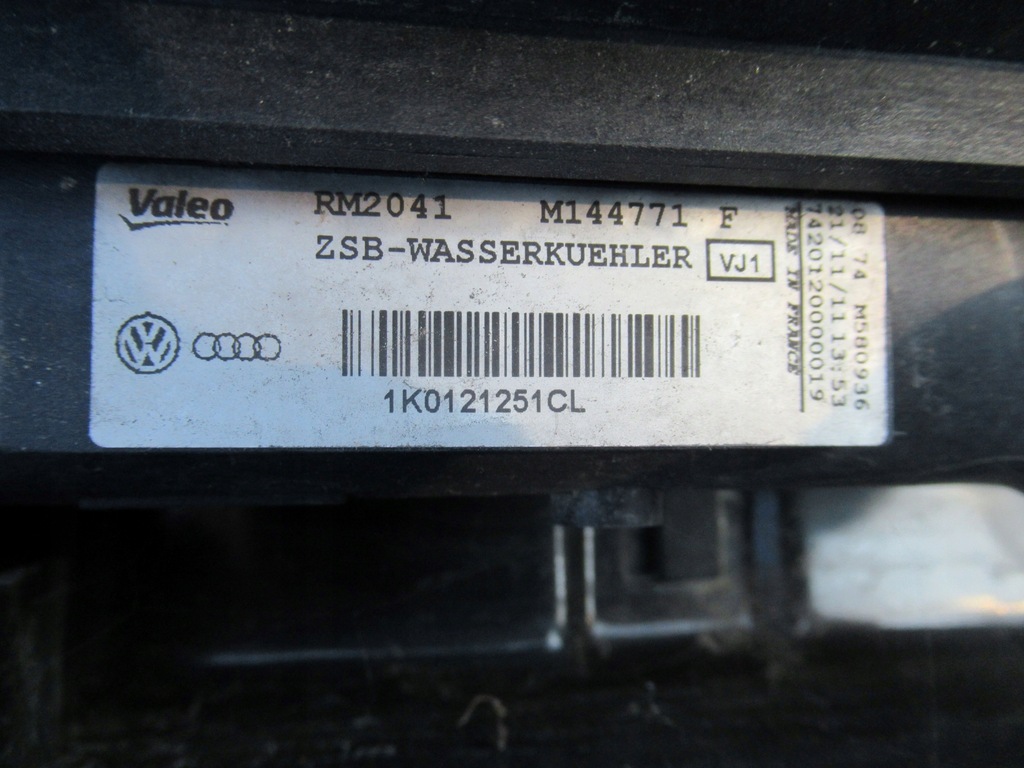 Valeo RM2041 M144771 F
ZSB-WASSERKUEHLER VJ1
1K0121251CL
08 74 M580936
21/11/11 13:53
7420120000019
MADE IN FRANCE